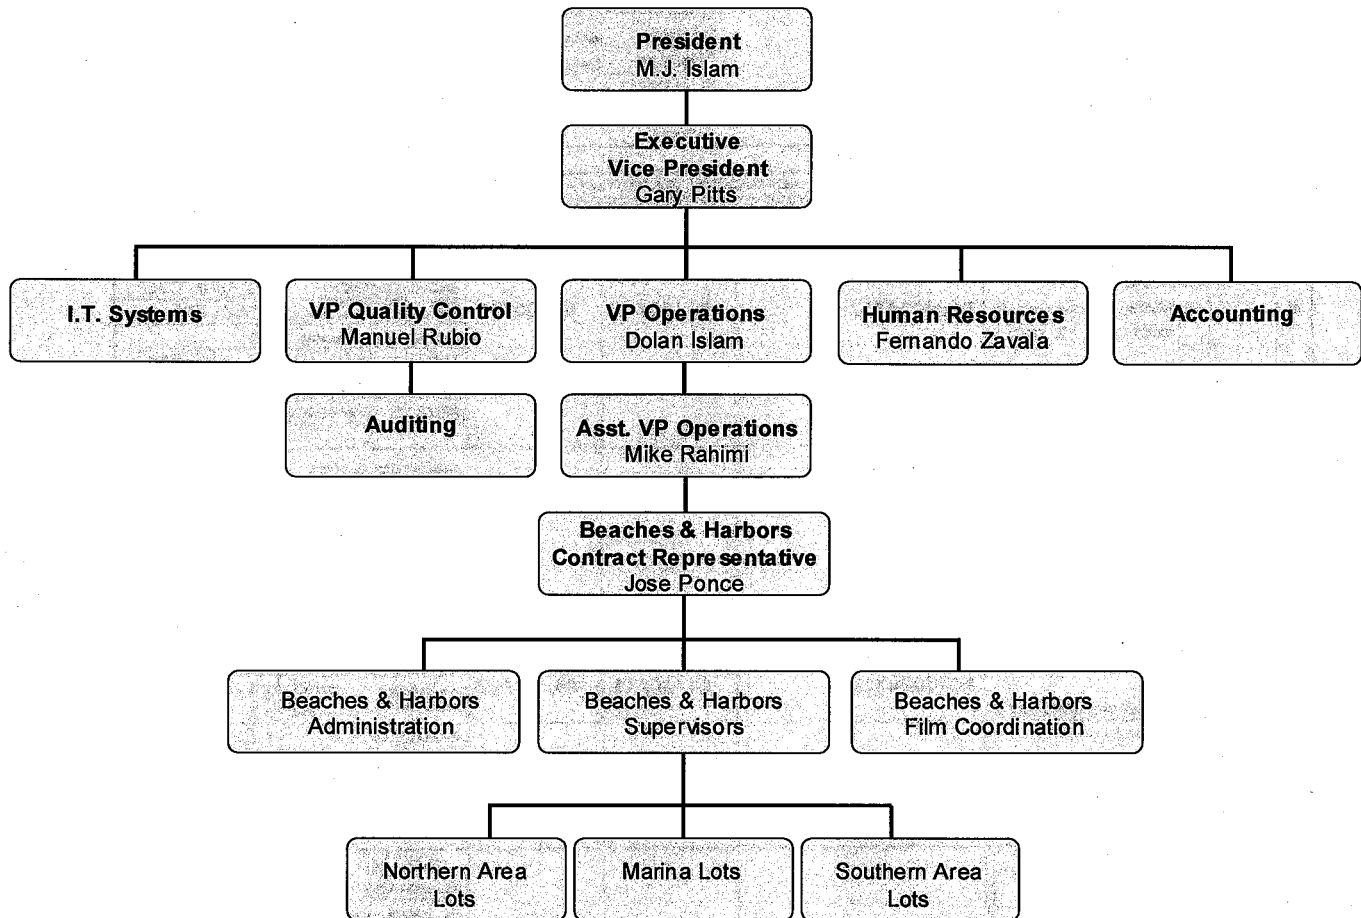 President
M.J. Islam
Executive
Vice President
Gary Pitts
I.T. Systems
VP Quality Control
Manuel Rubio
VP Operations
Dolan Islam
Human Resources
Fernando Zavala
Accounting
Auditing
Asst. VP Operations
Mike Rahimi
Beaches & Harbors
Contract Representative
Jose Ponce
Beaches & Harbors
Administration
Beaches & Harbors
Supervisors
Beaches & Harbors
Film Coordination
Northern Area
Lots
Marina Lots
Southern Area
Lots